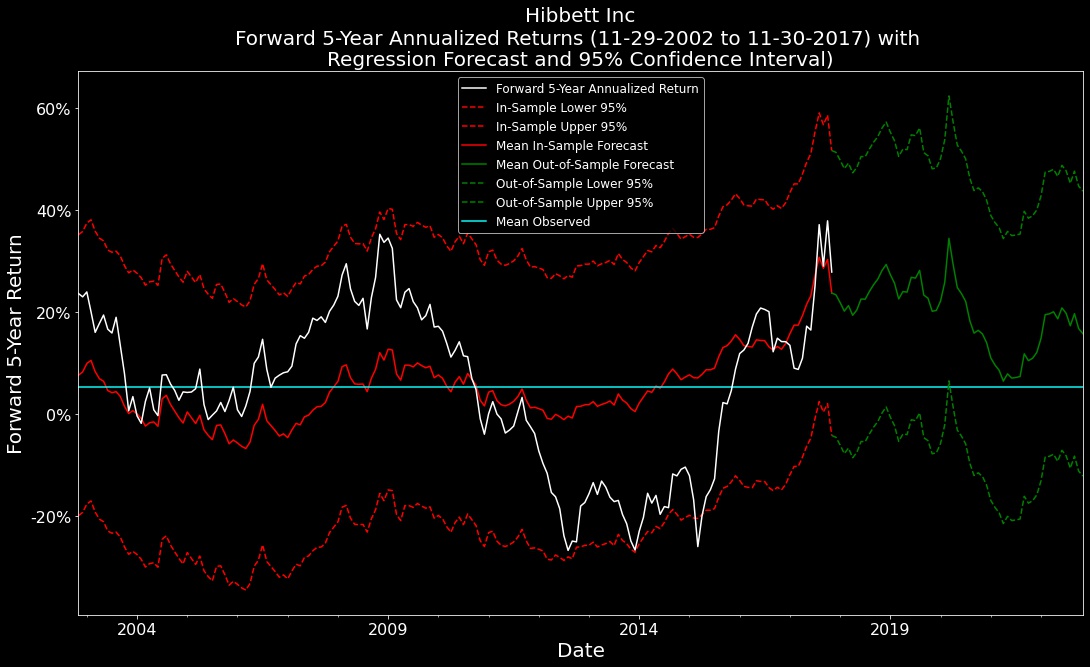 Hibbett Inc
Forward 5-Year Annualized Returns (11-29-2002 to 11-30-2017) with
Regression Forecast and 95% Confidence Interval)
Forward 5-Year Annualized Return
In-Sample Lower 95%
In-Sample Upper 95%
Mean In-Sample Forecast
Mean Out-of-Sample Forecast
Out-of-Sample Lower 95%
Out-of-Sample Upper 95%
Mean Observed
Forward 5-Year Return
60%
40%
20%
0%
-20%
2004
2009
2014
2019
Date